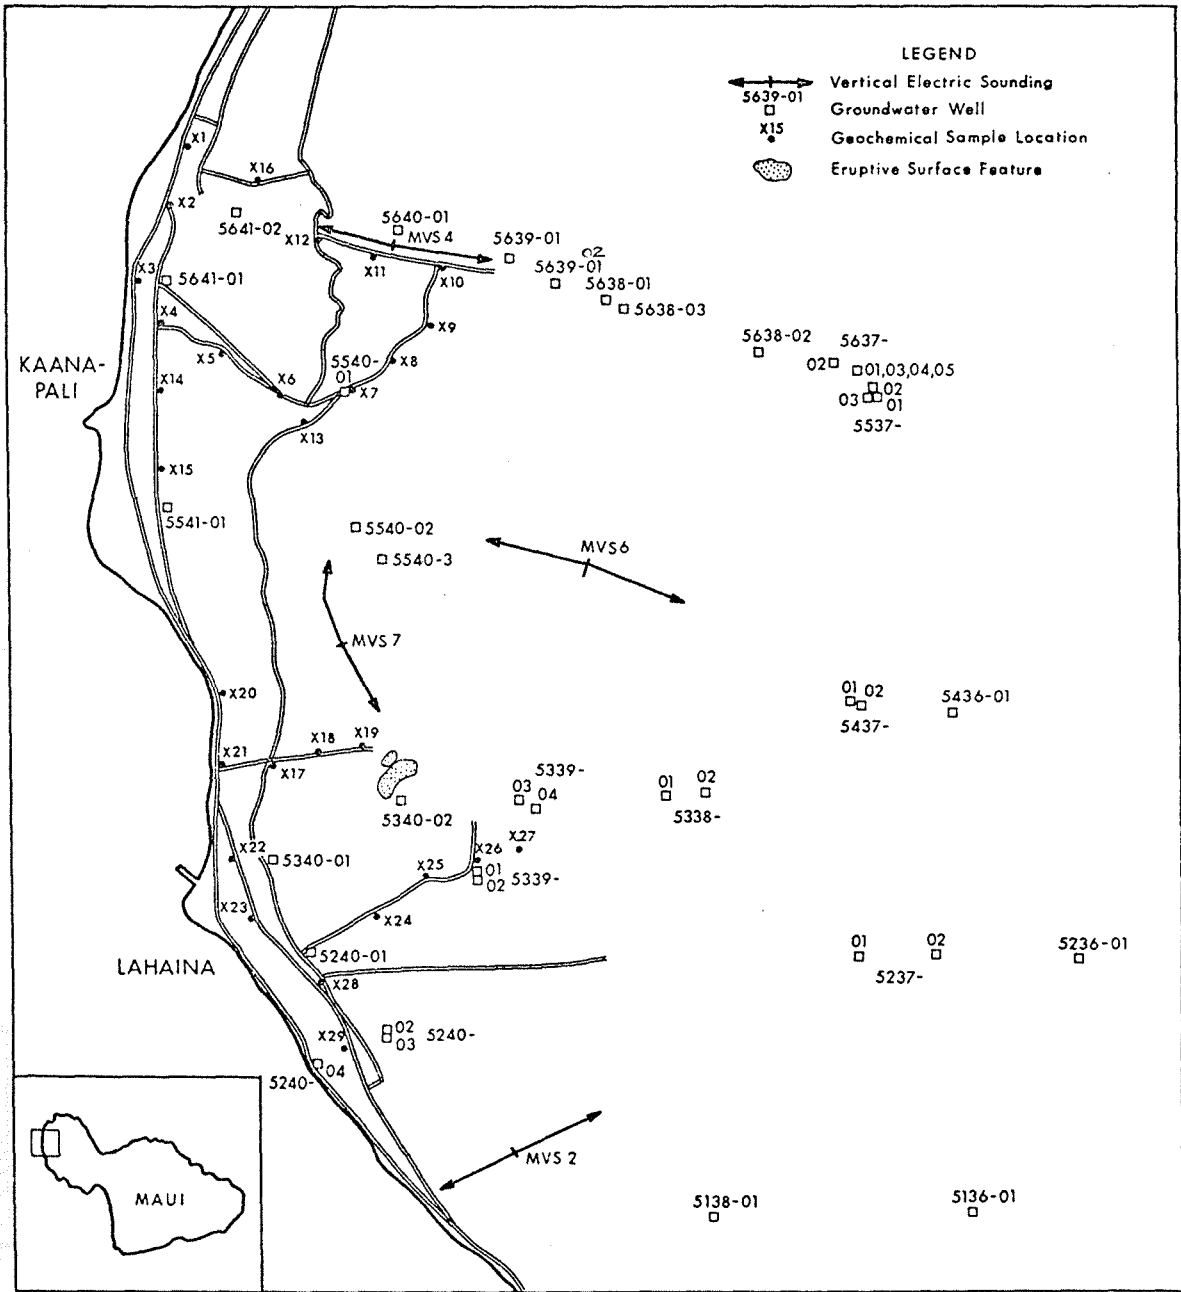 LEGEND
Vertical Electric Sounding
5639-01
Groundwater Well
X15
Geochemical Sample Location
Eruptive Surface Feature
X1
X16
X2
5641-02
5640-01
X12
MVS 4
5639-01
02
X11
X10
5639-01
5638-01
5638-03
X3
5641-01
X4
X9
5638-02
5637-
02
01,03,04,05
02
03
01
5537-
X5
X8
KAANA-
PALI
5540-
01
X6
X7
X14
X13
X15
5541-01
5540-02
5540-3
MVS6
MVS 7
X20
01
02
5437-
5436-01
X21
X18
X19
X17
5339-
03
04
01
02
5338-
5340-02
X22
5340-01
X27
X26
X25
01
02
5339-
X23
X24
LAHAINA
5240-01
X28
01
02
5237-
5236-01
02
03
5240-
X29
04
5240-
MVS 2
MAUI
5138-01
5136-01